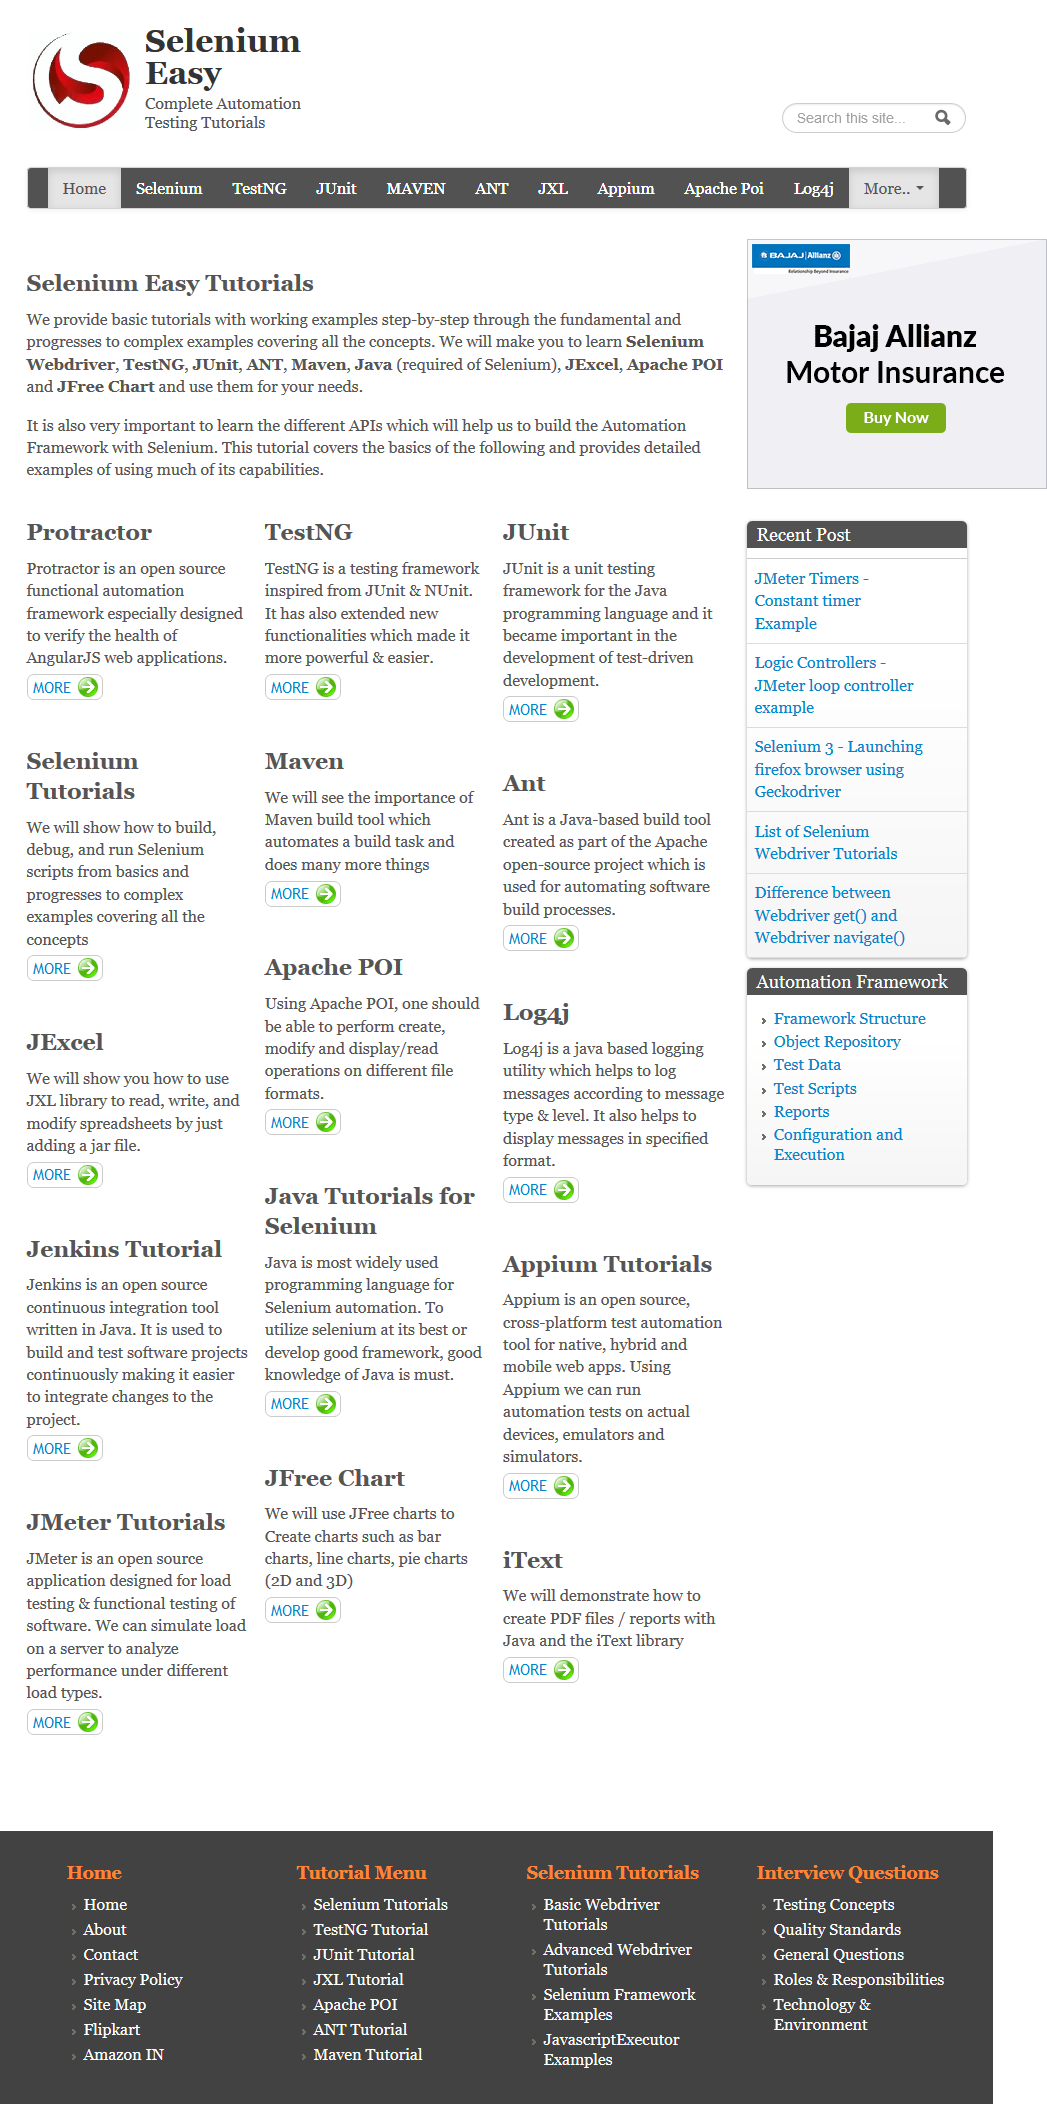 Selenium
Easy
Complete Automation
Testing Tutorials
Search this site...
Home Selenium TestNG JUnit MAVEN ANT JXL Appium Apache Poi Log4j More..
BAJAJ | Allianz
Relationship Beyond Insurance
Bajaj Allianz
Motor Insurance
Buy Now
Selenium Easy Tutorials
We provide basic tutorials with working examples step-by-step through the fundamental and
progresses to complex examples covering all the concepts. We will make you to learn Selenium
Webdriver, TestNG, JUnit, ANT, Maven, Java (required of Selenium), JExcel, Apache POI
and JFree Chart and use them for your needs.
It is also very important to learn the different APIs which will help us to build the Automation
Framework with Selenium. This tutorial covers the basics of the following and provides detailed
examples of using much of its capabilities.
Protractor
Protractor is an open source
functional automation
framework especially designed
to verify the health of
AngularJS web applications.
MORE
Selenium
Tutorials
We will show how to build,
debug, and run Selenium
scripts from basics and
progresses to complex
examples covering all the
concepts
MORE
JExcel
We will show you how to use
JXL library to read, write, and
modify spreadsheets by just
adding a jar file.
MORE
Jenkins Tutorial
Jenkins is an open source
continuous integration tool
written in Java. It is used to
build and test software projects
continuously making it easier
to integrate changes to the
project.
MORE
JMeter Tutorials
JMeter is an open source
application designed for load
testing & functional testing of
software. We can simulate load
on a server to analyze
performance under different
load types.
MORE
TestNG
TestNG is a testing framework
inspired from JUnit & NUnit.
It has also extended new
functionalities which made it
more powerful & easier.
MORE
Maven
We will see the importance of
Maven build tool which
automates a build task and
does many more things
MORE
Apache POI
Using Apache POI, one should
be able to perform create,
modify and display/read
operations on different file
formats.
MORE
Java Tutorials for
Selenium
Java is most widely used
programming language for
Selenium automation. To
utilize selenium at its best or
develop good framework, good
knowledge of Java is must.
MORE
JFree Chart
We will use JFree charts to
Create charts such as bar
charts, line charts, pie charts
(2D and 3D)
MORE
JUnit
JUnit is a unit testing
framework for the Java
programming language and it
became important in the
development of test-driven
development.
MORE
Ant
Ant is a Java-based build tool
created as part of the Apache
open-source project which is
used for automating software
build processes.
MORE
Log4j
Log4j is a java based logging
utility which helps to log
messages according to message
type & level. It also helps to
display messages in specified
format.
MORE
Appium Tutorials
Appium is an open source,
cross-platform test automation
tool for native, hybrid and
mobile web apps. Using
Appium we can run
automation tests on actual
devices, emulators and
simulators.
MORE
iText
We will demonstrate how to
create PDF files / reports with
Java and the iText library
MORE
Recent Post
JMeter Timers -
Constant timer
Example
Logic Controllers -
JMeter loop controller
example
Selenium 3 - Launching
firefox browser using
Geckodriver
List of Selenium
Webdriver Tutorials
Difference between
Webdriver get() and
Webdriver navigate()
Automation Framework
Framework Structure
Object Repository
Test Data
Test Scripts
Reports
Configuration and
Execution
Home
Home
About
Contact
Privacy Policy
Site Map
Flipkart
Amazon IN
Tutorial Menu
Selenium Tutorials
TestNG Tutorial
JUnit Tutorial
JXL Tutorial
Apache POI
ANT Tutorial
Maven Tutorial
Selenium Tutorials
Basic Webdriver
Tutorials
Advanced Webdriver
Tutorials
Selenium Framework
Examples
JavascriptExecutor
Examples
Interview Questions
Testing Concepts
Quality Standards
General Questions
Roles & Responsibilities
Technology &
Environment